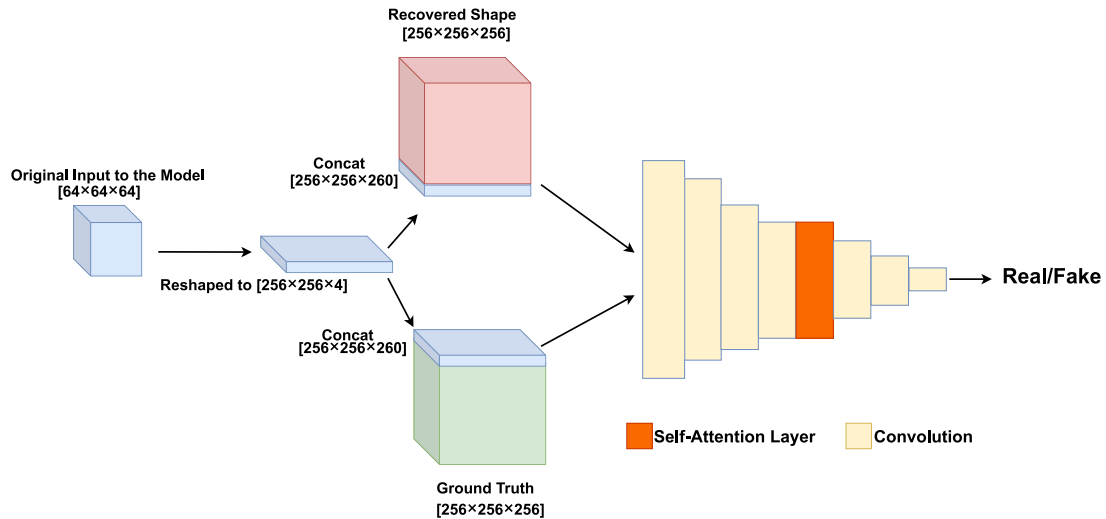 Recovered Shape
[256×256×256]
Concat
[256×256×260]
Original Input to the Model
[64×64×64]
Reshaped to [256×256×4]
Concat
[256×256×260]
Real/Fake
Self-Attention Layer
Convolution
Ground Truth
[256×256×256]